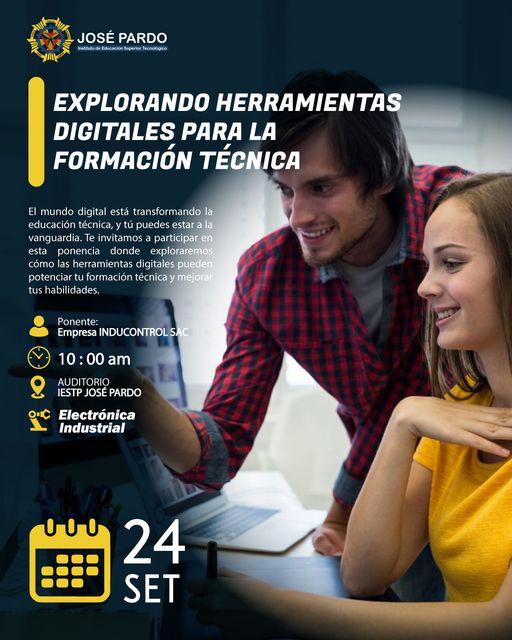 JOSÉ PARDO
Instituto de Educación Superior Tecnológico
EXPLORANDO HERRAMIENTAS
DIGITALES PARA LA
FORMACIÓN TÉCNICA
El mundo digital está transformando la
educación técnica, y tú puedes estar a la
vanguardia. Te invitamos a participar en
esta ponencia donde exploraremos
cómo las herramientas digitales pueden
potenciar tu formación técnica y mejorar
tus habilidades.
Ponente:
Empresa INDUCONTROL SAC
10 : 00 am
AUDITORIO
IESTP JOSÉ PARDO
Electrónica
Industrial
24
SET